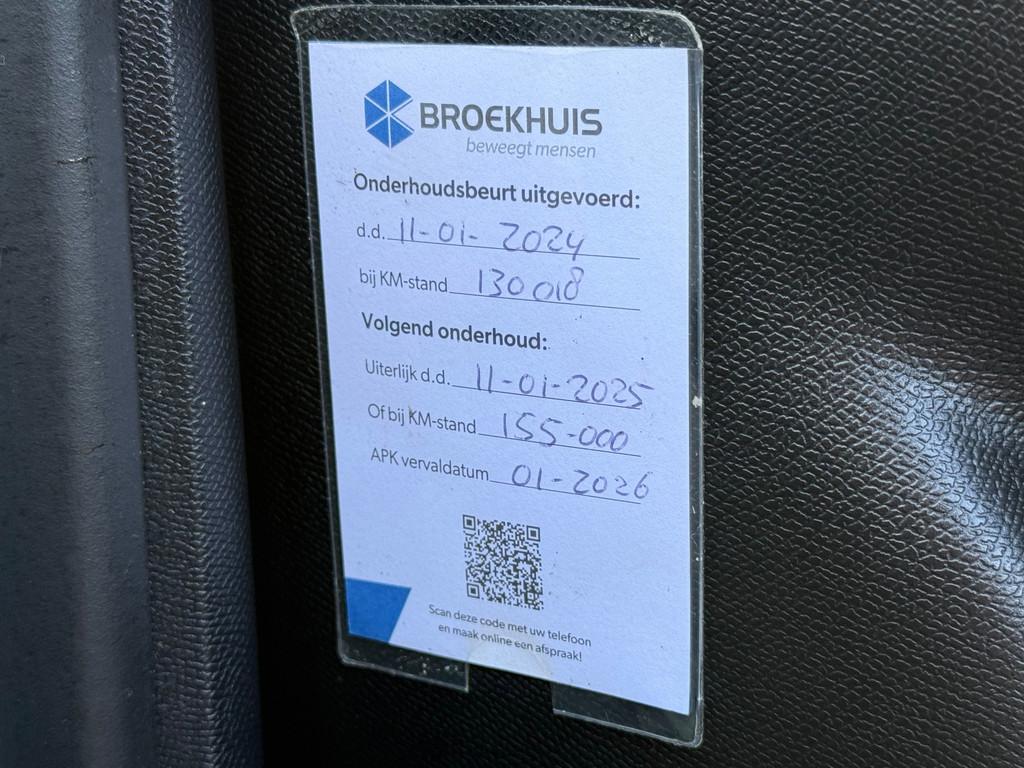 BROEKHUIS
beweegt mensen
Onderhoudsbeurt uitgevoerd:
d.d. 11-01-2024
bij KM-stand 130018
Volgend onderhoud:
Uiterlijk d.d. 11-01-2025
Of bij KM-stand 155-000
APK vervaldatum 01-2026
Scan deze code met uw telefoon
en maak online een afspraak!